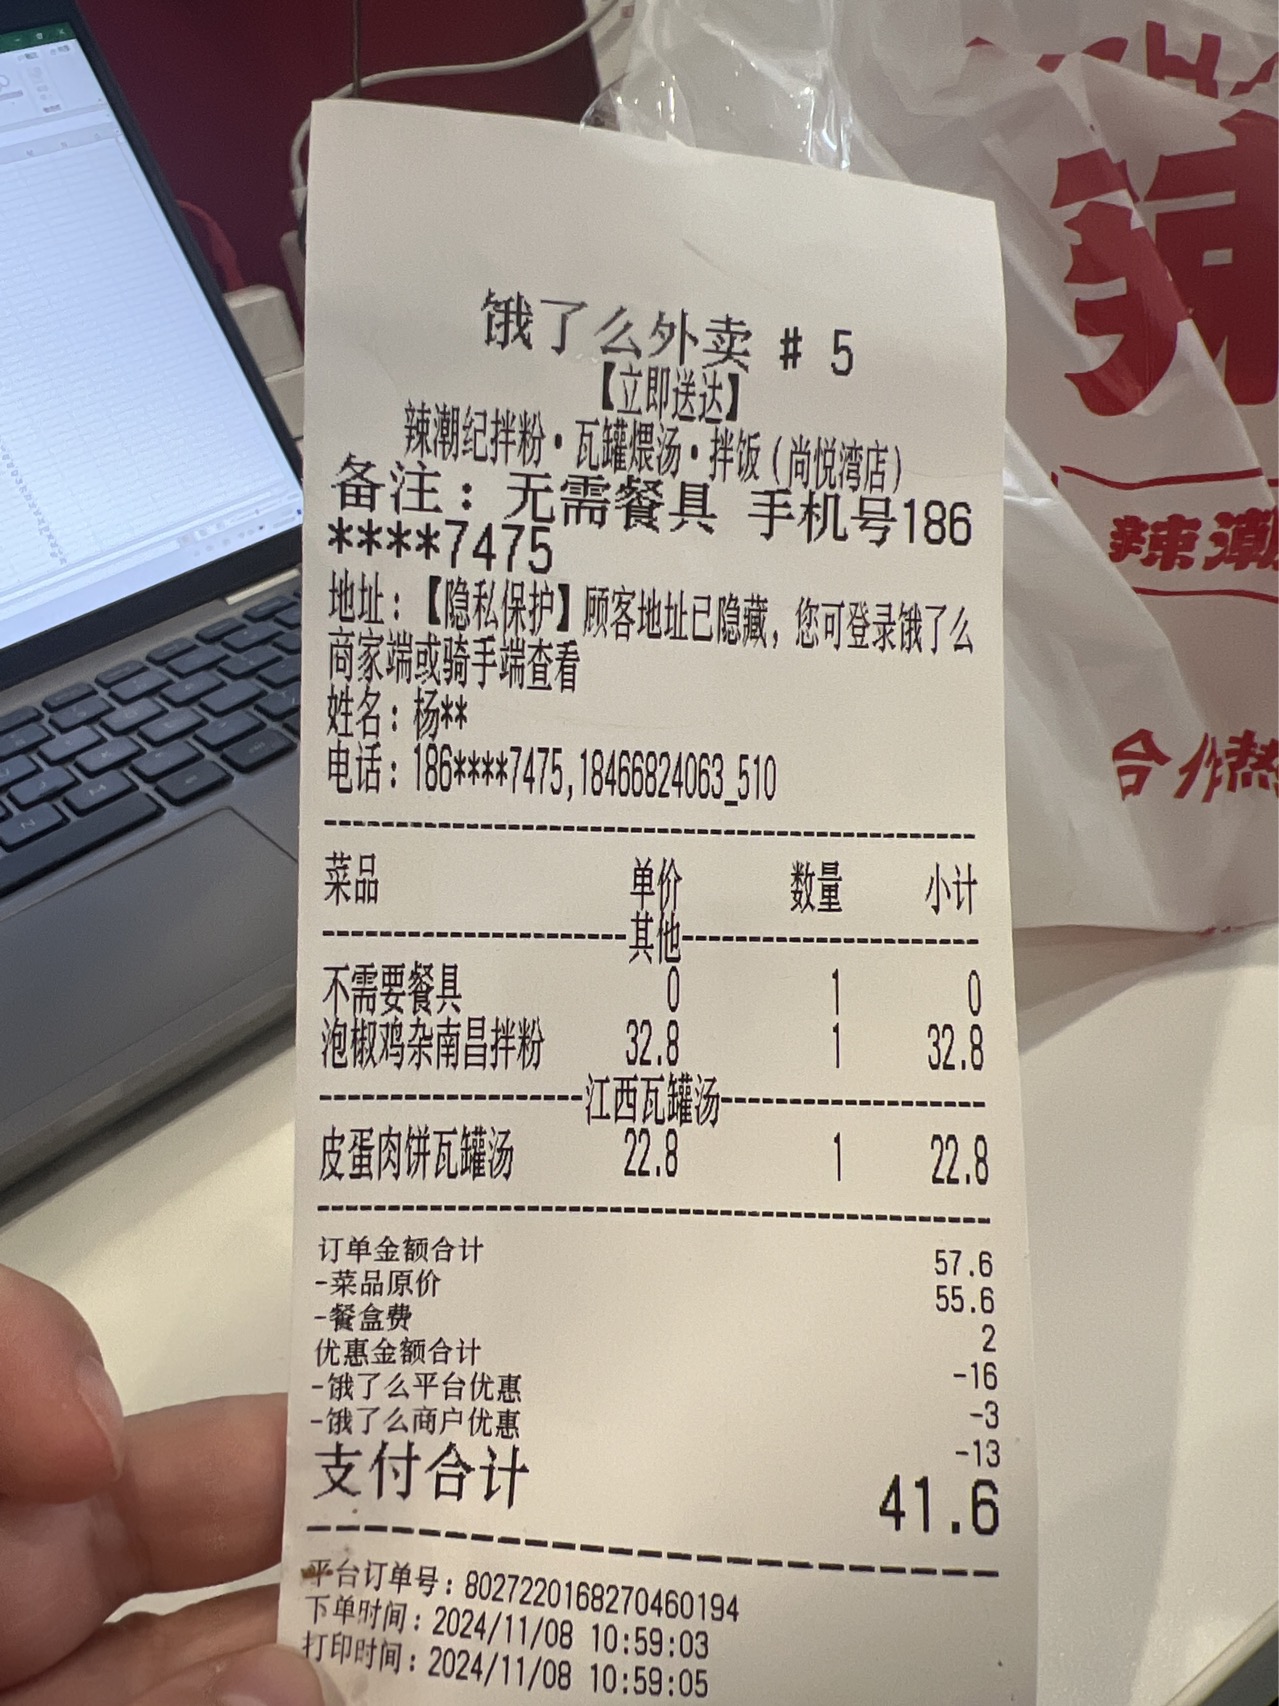 饿了么外卖 # 5
【立即送达】
辣潮纪拌粉·瓦罐煨汤·拌饭(尚悦湾店)
备注：无需餐具 手机号186
****7475
地址：【隐私保护】顾客地址已隐藏，您可登录饿了么
商家端或骑手端查看
姓名：杨**
电话：186****7475,18466824063_510
菜品 单价 数量 小计
其他
不需要餐具 0 1 0
泡椒鸡杂南昌拌粉 32.8 1 32.8
江西瓦罐汤
皮蛋肉饼瓦罐汤 22.8 1 22.8
订单金额合计 57.6
-菜品原价 55.6
-餐盒费 2
优惠金额合计 -16
-饿了么平台优惠 -3
-饿了么商户优惠 -13
支付合计 41.6
平台订单号：8027220168270460194
下单时间：2024/11/08 10:59:03
打印时间：2024/11/08 10:59:05
辣潮
合作热